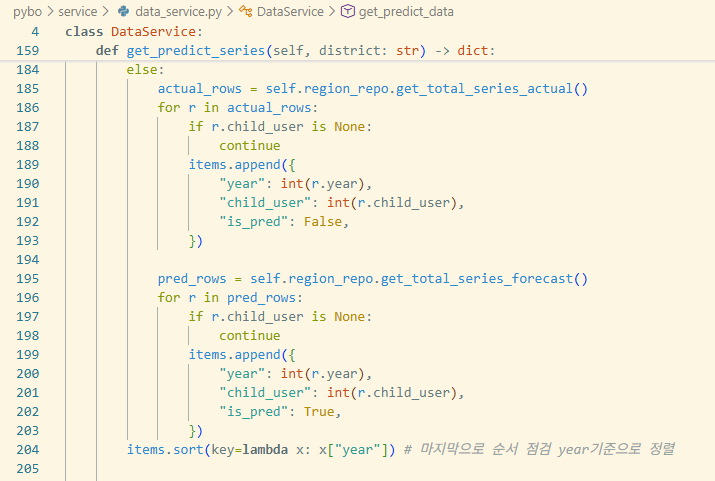 pybo > service > data_service.py > DataService > get_predict_data
4 class DataService:
159 def get_predict_series(self, district: str) -> dict:
184 else:
185 actual_rows = self.region_repo.get_total_series_actual()
186 for r in actual_rows:
187 if r.child_user is None:
188 continue
189 items.append({
190 "year": int(r.year),
191 "child_user": int(r.child_user),
192 "is_pred": False,
193 })
194
195 pred_rows = self.region_repo.get_total_series_forecast()
196 for r in pred_rows:
197 if r.child_user is None:
198 continue
199 items.append({
200 "year": int(r.year),
201 "child_user": int(r.child_user),
202 "is_pred": True,
203 })
204 items.sort(key=lambda x: x["year"]) # 마지막으로 순서 점검 year기준으로 정렬
205